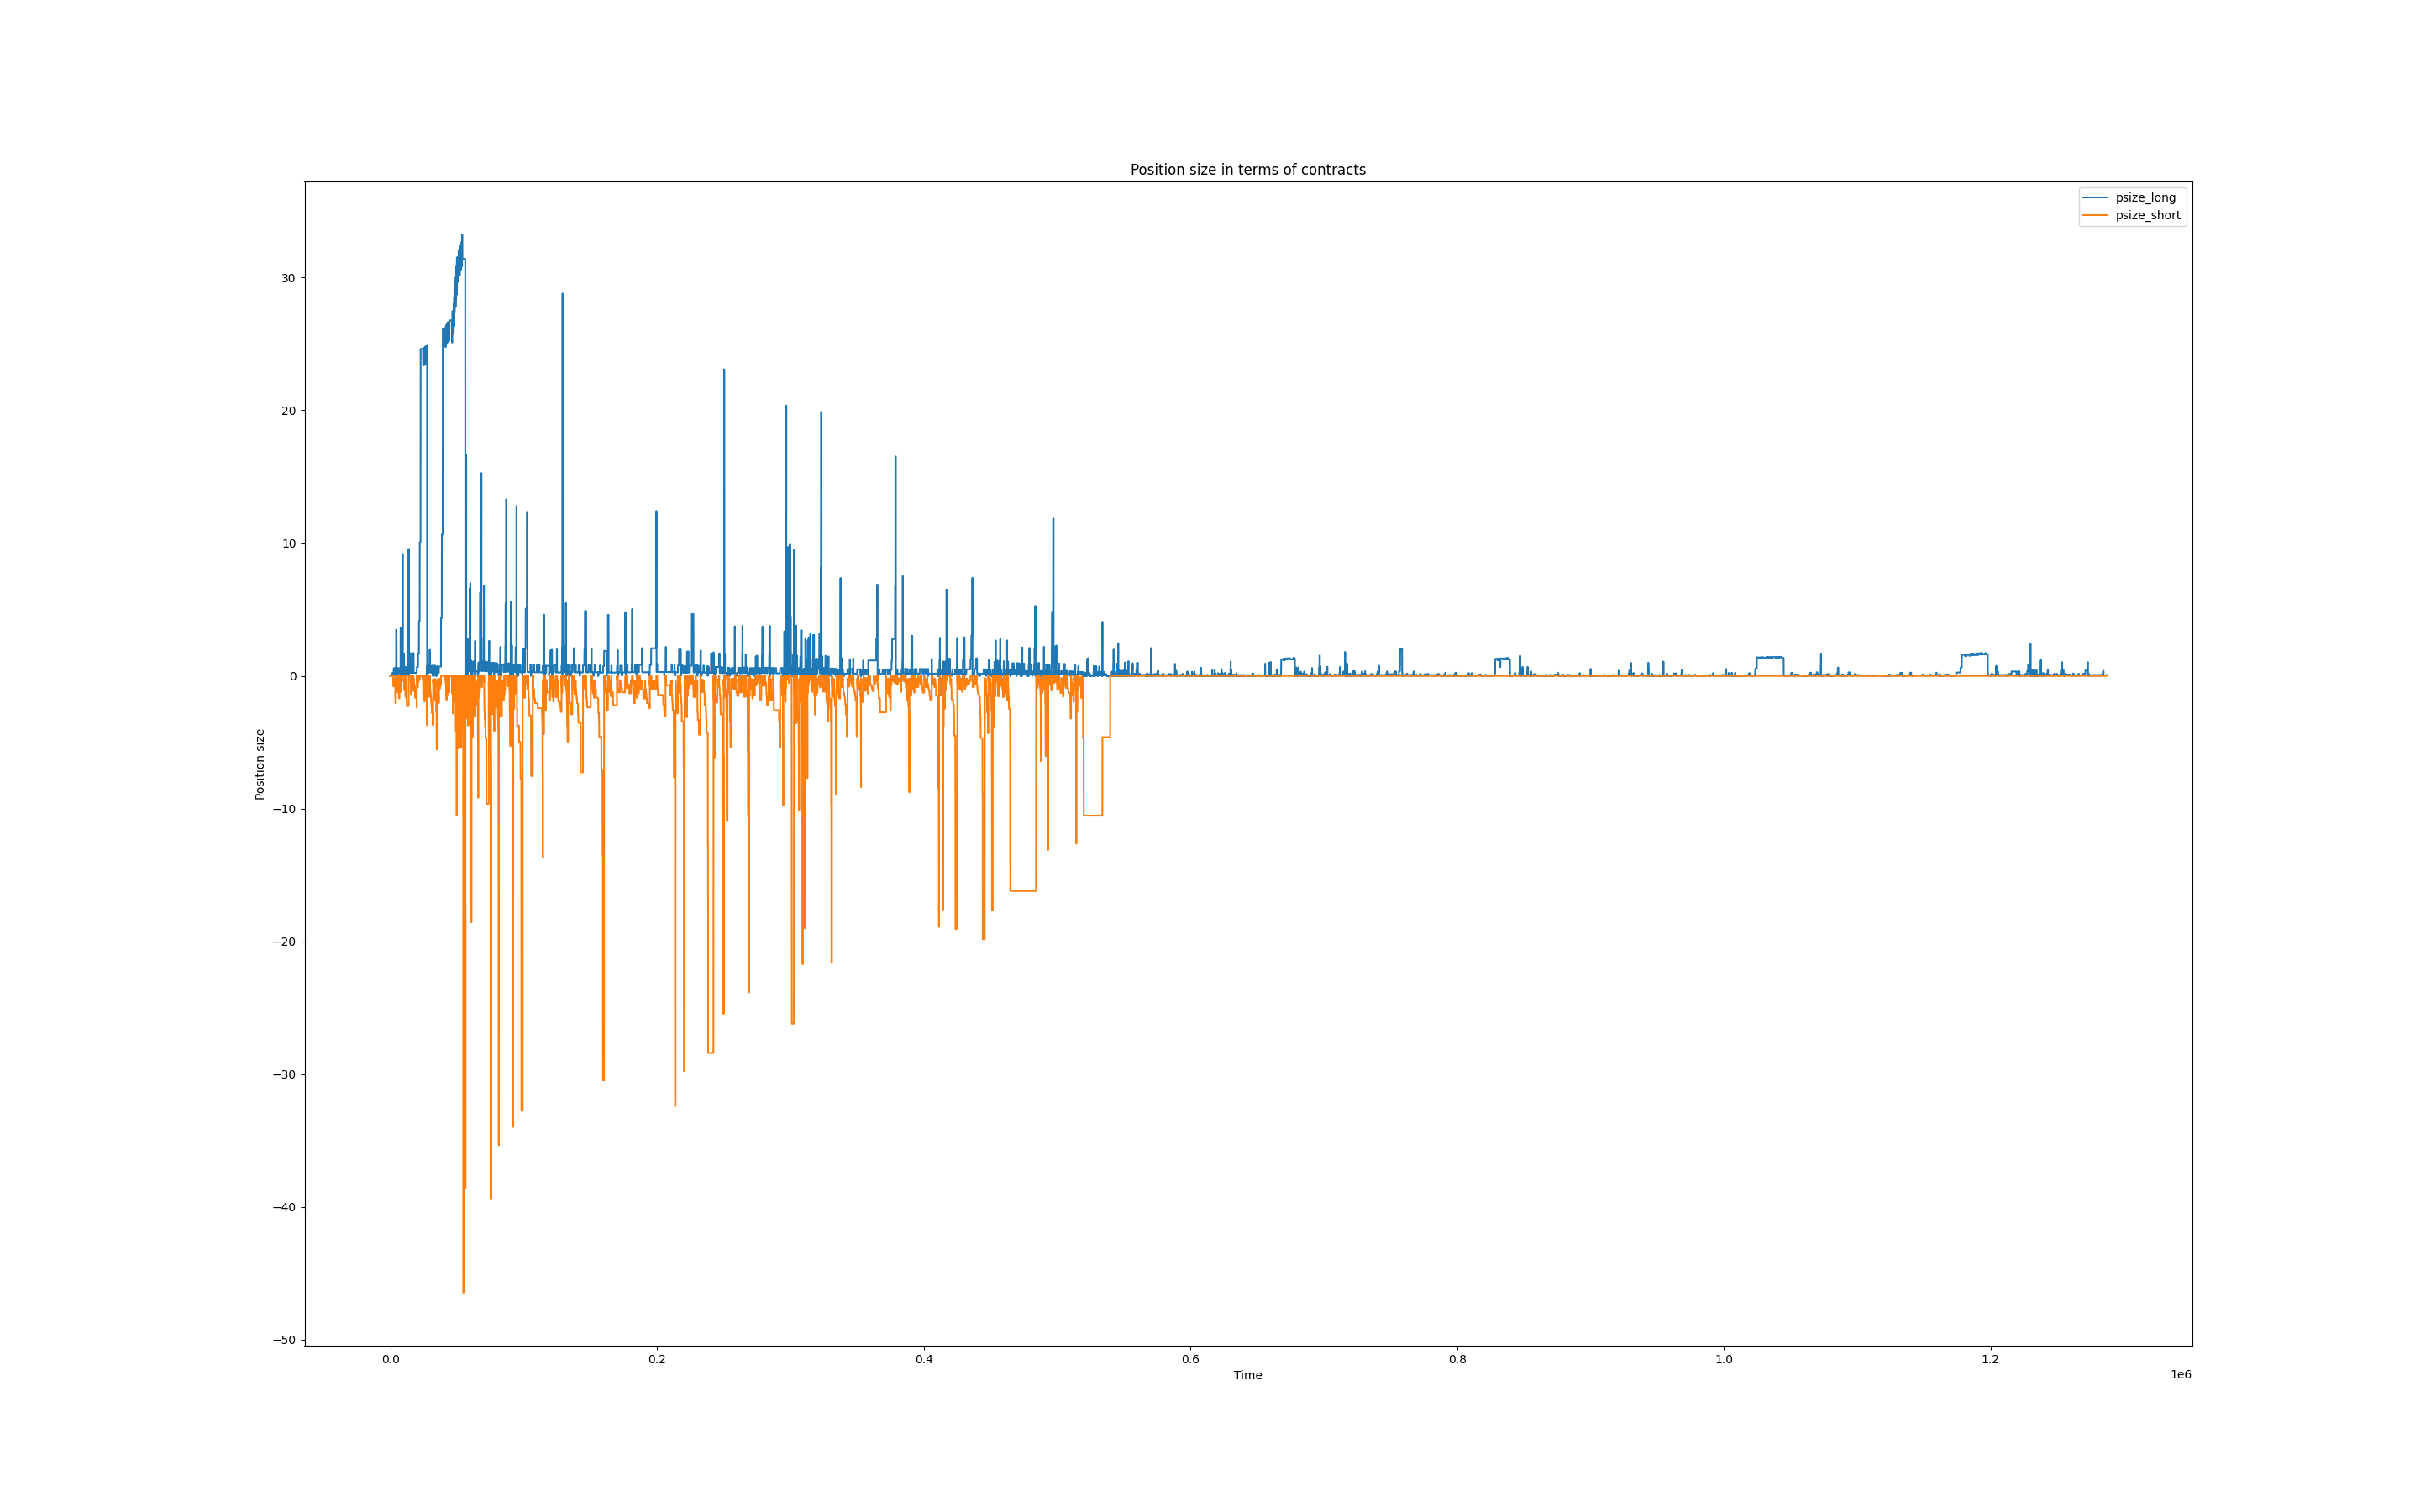 Position size in terms of contracts
psize_long
psize_short
Position size
30
20
10
0
−10
−20
−30
−40
−50
0.0 0.2 0.4 0.6 0.8 1.0 1.2
Time
1e6